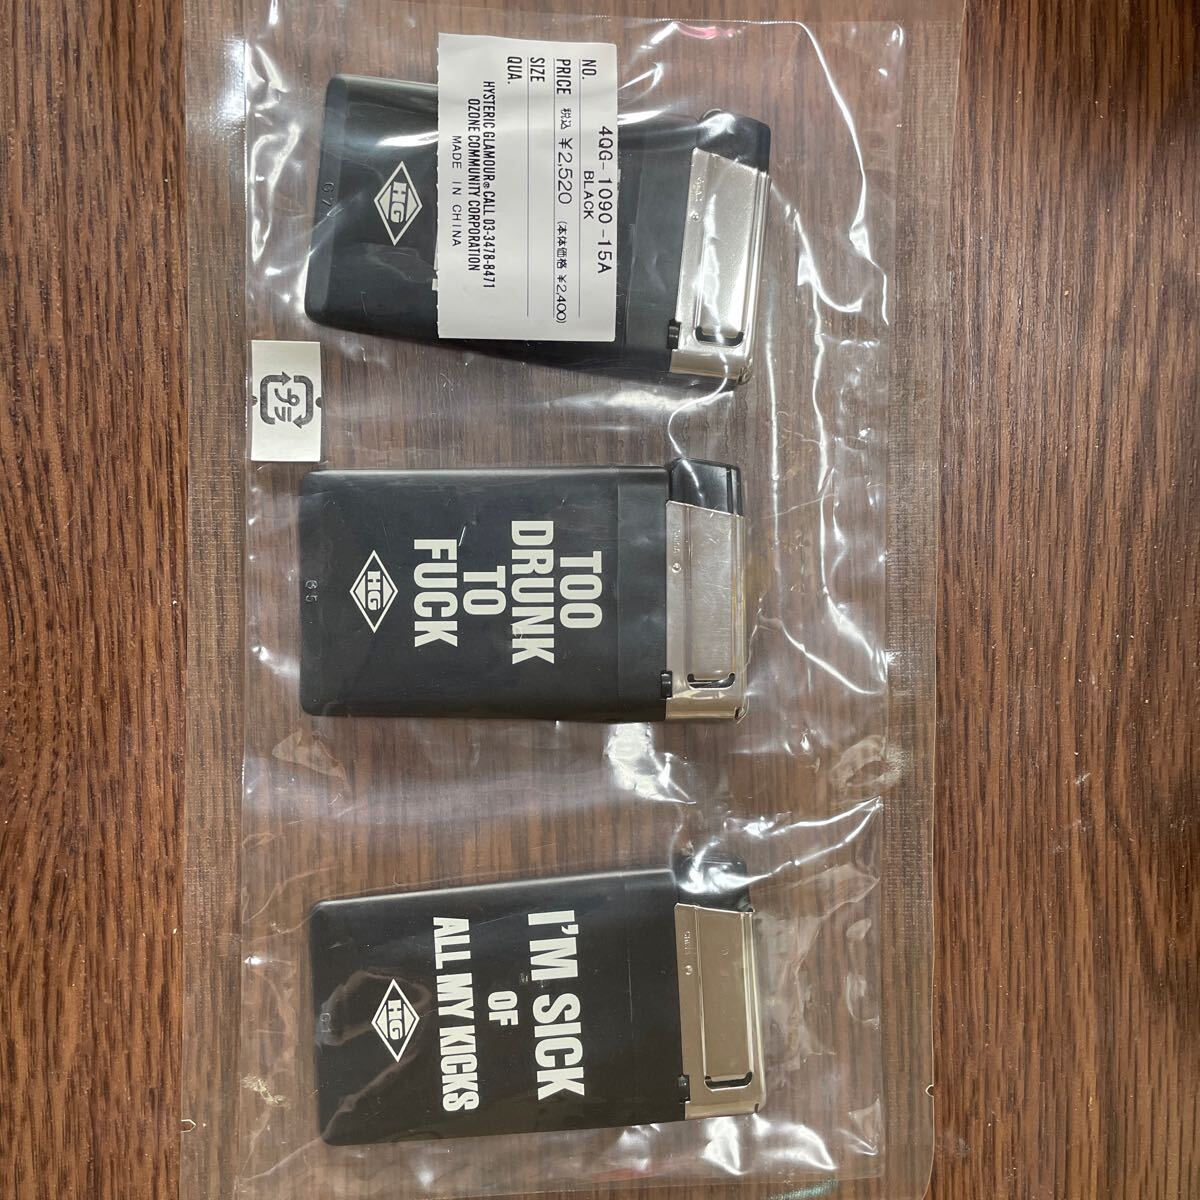 NO. 4QG-1090-15A
BLACK
PRICE 税込 ¥2,520 (本体価格 ¥2,400)
SIZE
QUA.
HYSTERIC GLAMOUR® CALL 03-3478-8471
OZONE COMMUNITY CORPORATION
MADE IN CHINA
HG
プラ
TOO
DRUNK
TO
FUCK
HG
I'M SICK
OF
ALL MY KICKS
HG